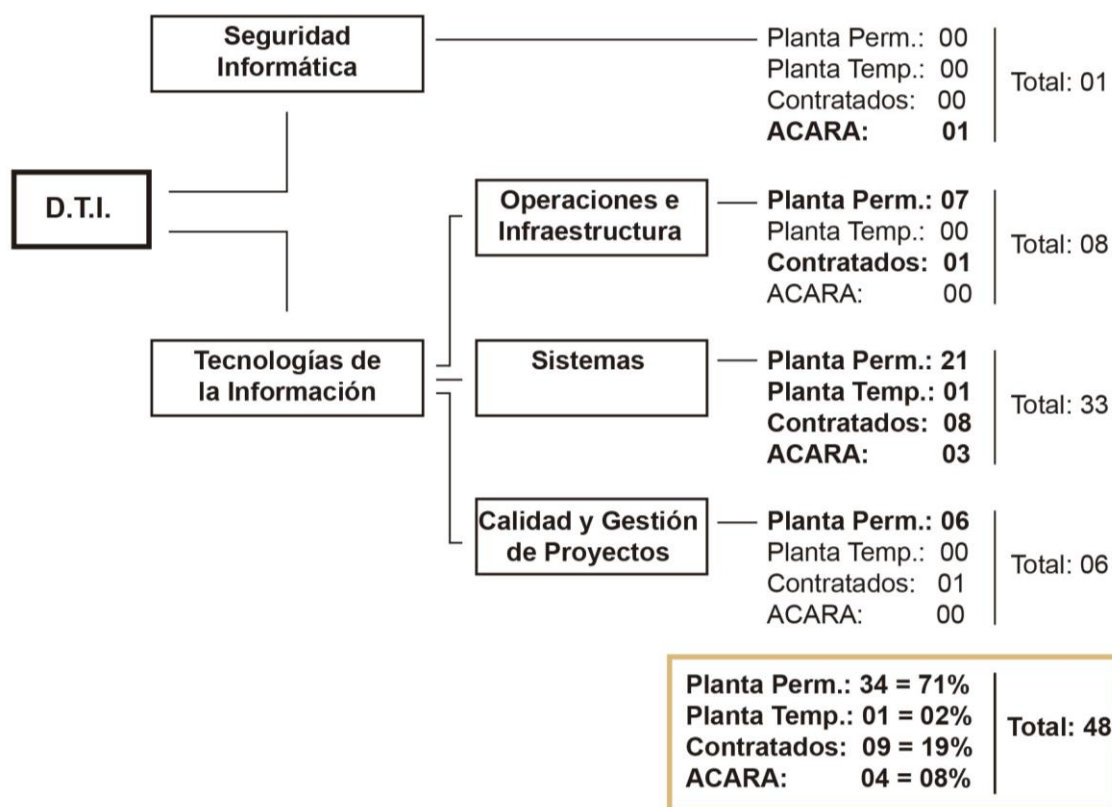 Seguridad
Informática
Planta Perm.: 00
Planta Temp.: 00
Contratados: 00
ACARA: 01
Total: 01
D.T.I.
Operaciones e
Infraestructura
Planta Perm.: 07
Planta Temp.: 00
Contratados: 01
ACARA: 00
Total: 08
Tecnologías de
la Información
Sistemas
Planta Perm.: 21
Planta Temp.: 01
Contratados: 08
ACARA: 03
Total: 33
Calidad y Gestión
de Proyectos
Planta Perm.: 06
Planta Temp.: 00
Contratados: 01
ACARA: 00
Total: 06
Planta Perm.: 34 = 71%
Planta Temp.: 01 = 02%
Contratados: 09 = 19%
ACARA: 04 = 08%
Total: 48